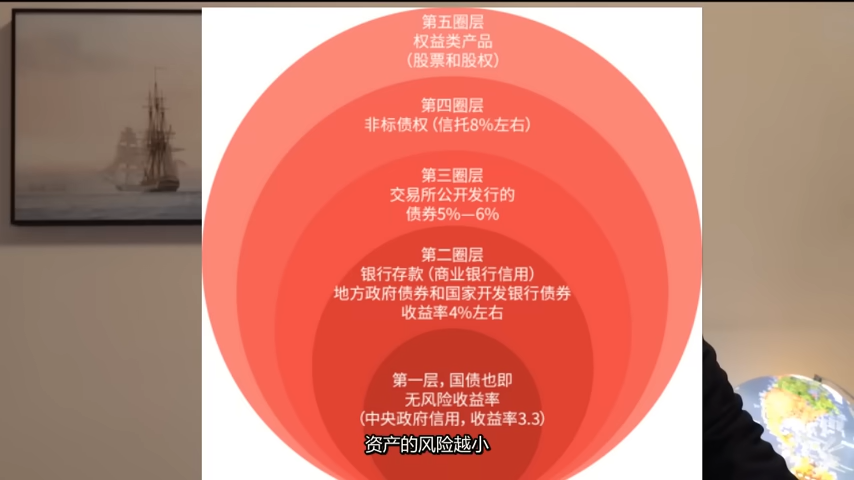 第五圈层
权益类产品
（股票和股权）
第四圈层
非标债权（信托8%左右）
第三圈层
交易所公开发行的
债券5%—6%
第二圈层
银行存款（商业银行信用）
地方政府债券和国家开发银行债券
收益率4%左右
第一层，国债也即
无风险收益率
（中央政府信用，收益率3.3）
资产的风险越小